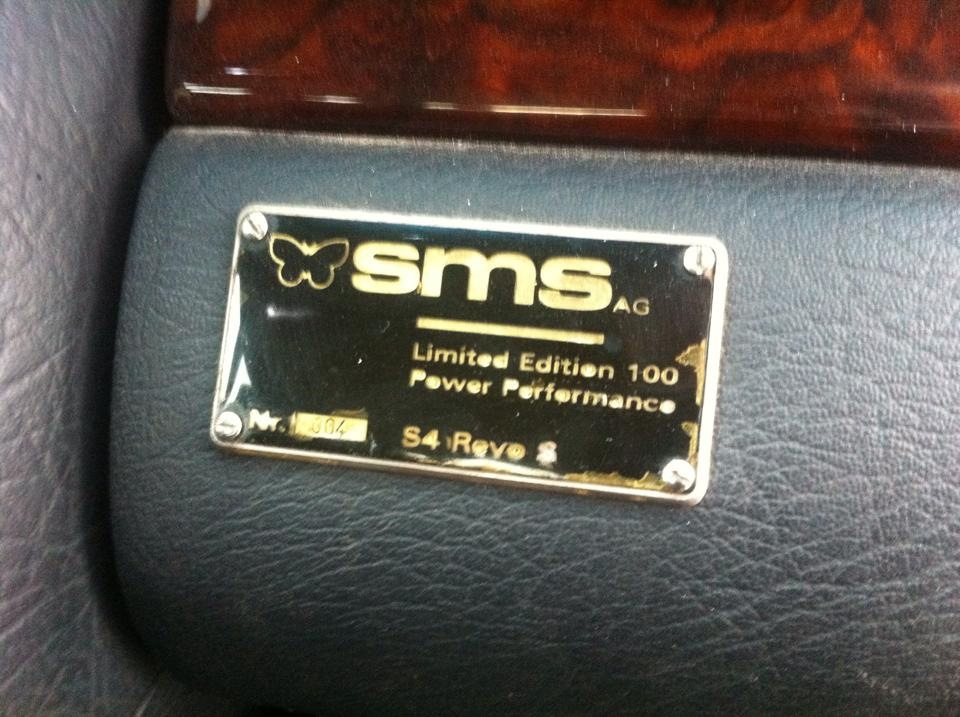 sms AG
Limited Edition 100
Power Performance
Nr. 004
S4 Revo S